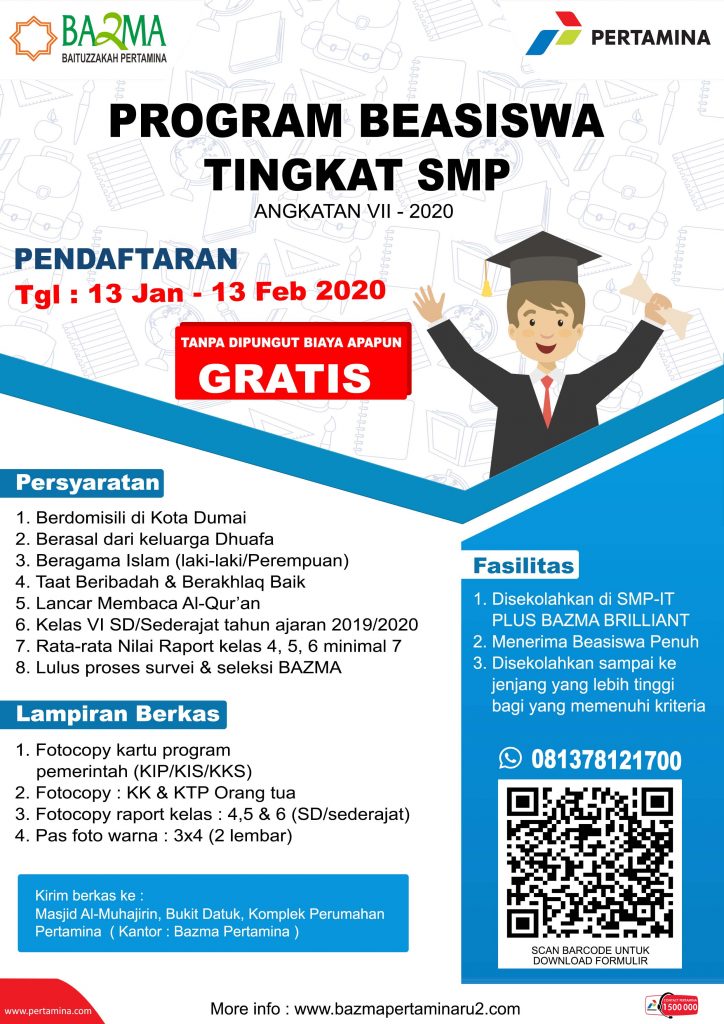 BAZMA
BAITUZZAKAH PERTAMINA
PERTAMINA
PROGRAM BEASISWA
TINGKAT SMP
ANGKATAN VII - 2020
PENDAFTARAN
Tgl : 13 Jan - 13 Feb 2020
TANPA DIPUNGUT BIAYA APAPUN
GRATIS
Persyaratan
1. Berdomisili di Kota Dumai
2. Berasal dari keluarga Dhuafa
3. Beragama Islam (laki-laki/Perempuan)
4. Taat Beribadah & Berakhlaq Baik
5. Lancar Membaca Al-Qur'an
6. Kelas VI SD/Sederajat tahun ajaran 2019/2020
7. Rata-rata Nilai Raport kelas 4, 5, 6 minimal 7
8. Lulus proses survei & seleksi BAZMA
Lampiran Berkas
1. Fotocopy kartu program
pemerintah (KIP/KIS/KKS)
2. Fotocopy : KK & KTP Orang tua
3. Fotocopy raport kelas : 4,5 & 6 (SD/sederajat)
4. Pas foto warna : 3x4 (2 lembar)
Kirim berkas ke :
Masjid Al-Muhajirin, Bukit Datuk, Komplek Perumahan
Pertamina ( Kantor : Bazma Pertamina )
Fasilitas
1. Disekolahkan di SMP-IT
PLUS BAZMA BRILLIANT
2. Menerima Beasiswa Penuh
3. Disekolahkan sampai ke
jenjang yang lebih tinggi
bagi yang memenuhi kriteria
081378121700
SCAN BARCODE UNTUK
DOWNLOAD FORMULIR
www.pertamina.com
More info : www.bazmapertaminaru2.com
CONTACT PERTAMINA
1500000